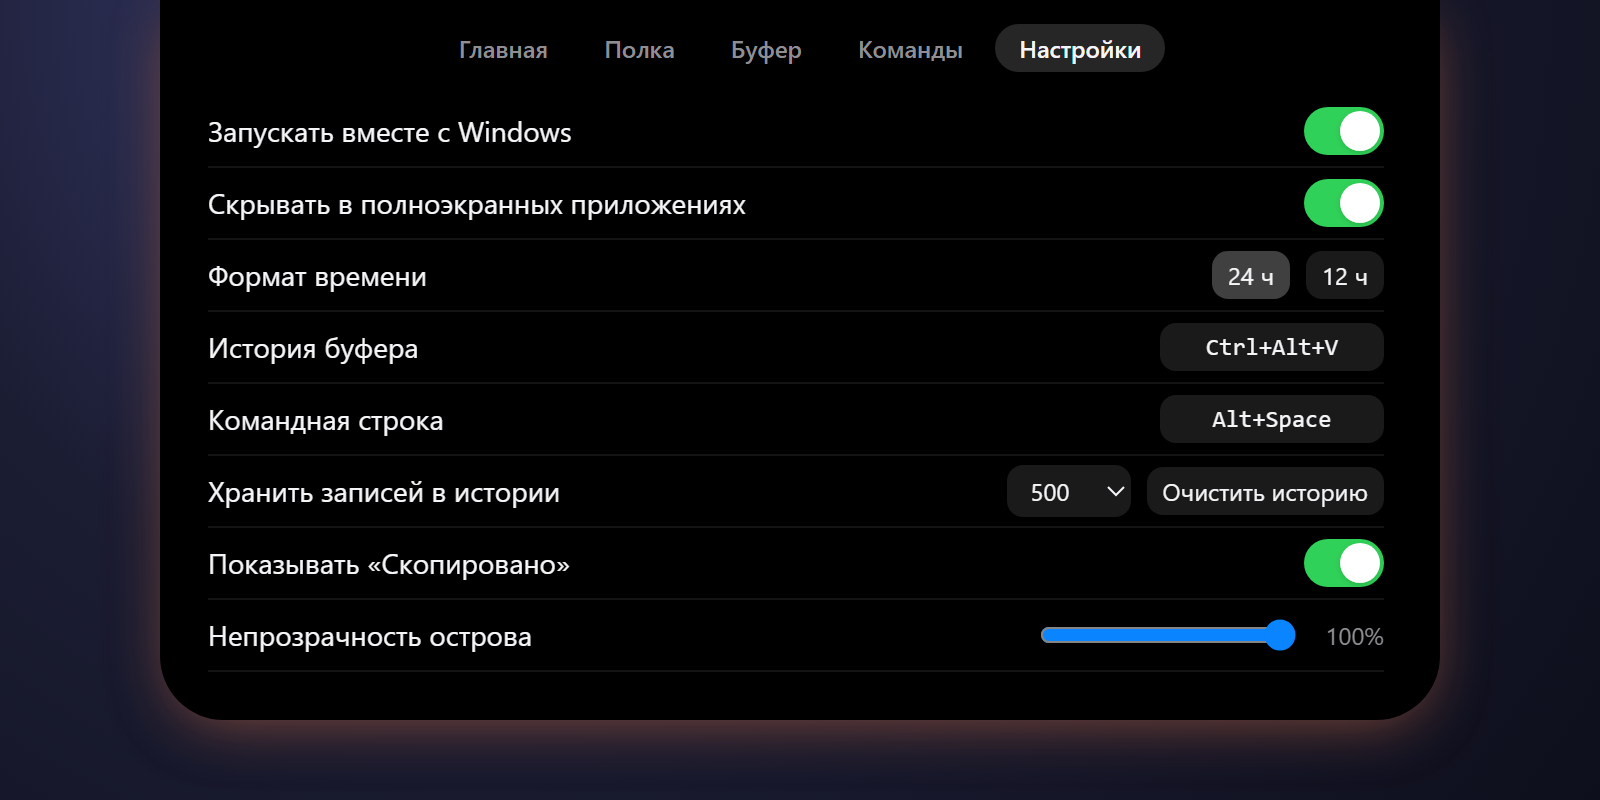 Главная Полка Буфер Команды Настройки
Запускать вместе с Windows
Скрывать в полноэкранных приложениях
Формат времени 24 ч 12 ч
История буфера Ctrl+Alt+V
Командная строка Alt+Space
Хранить записей в истории 500 Очистить историю
Показывать «Скопировано»
Непрозрачность острова 100%